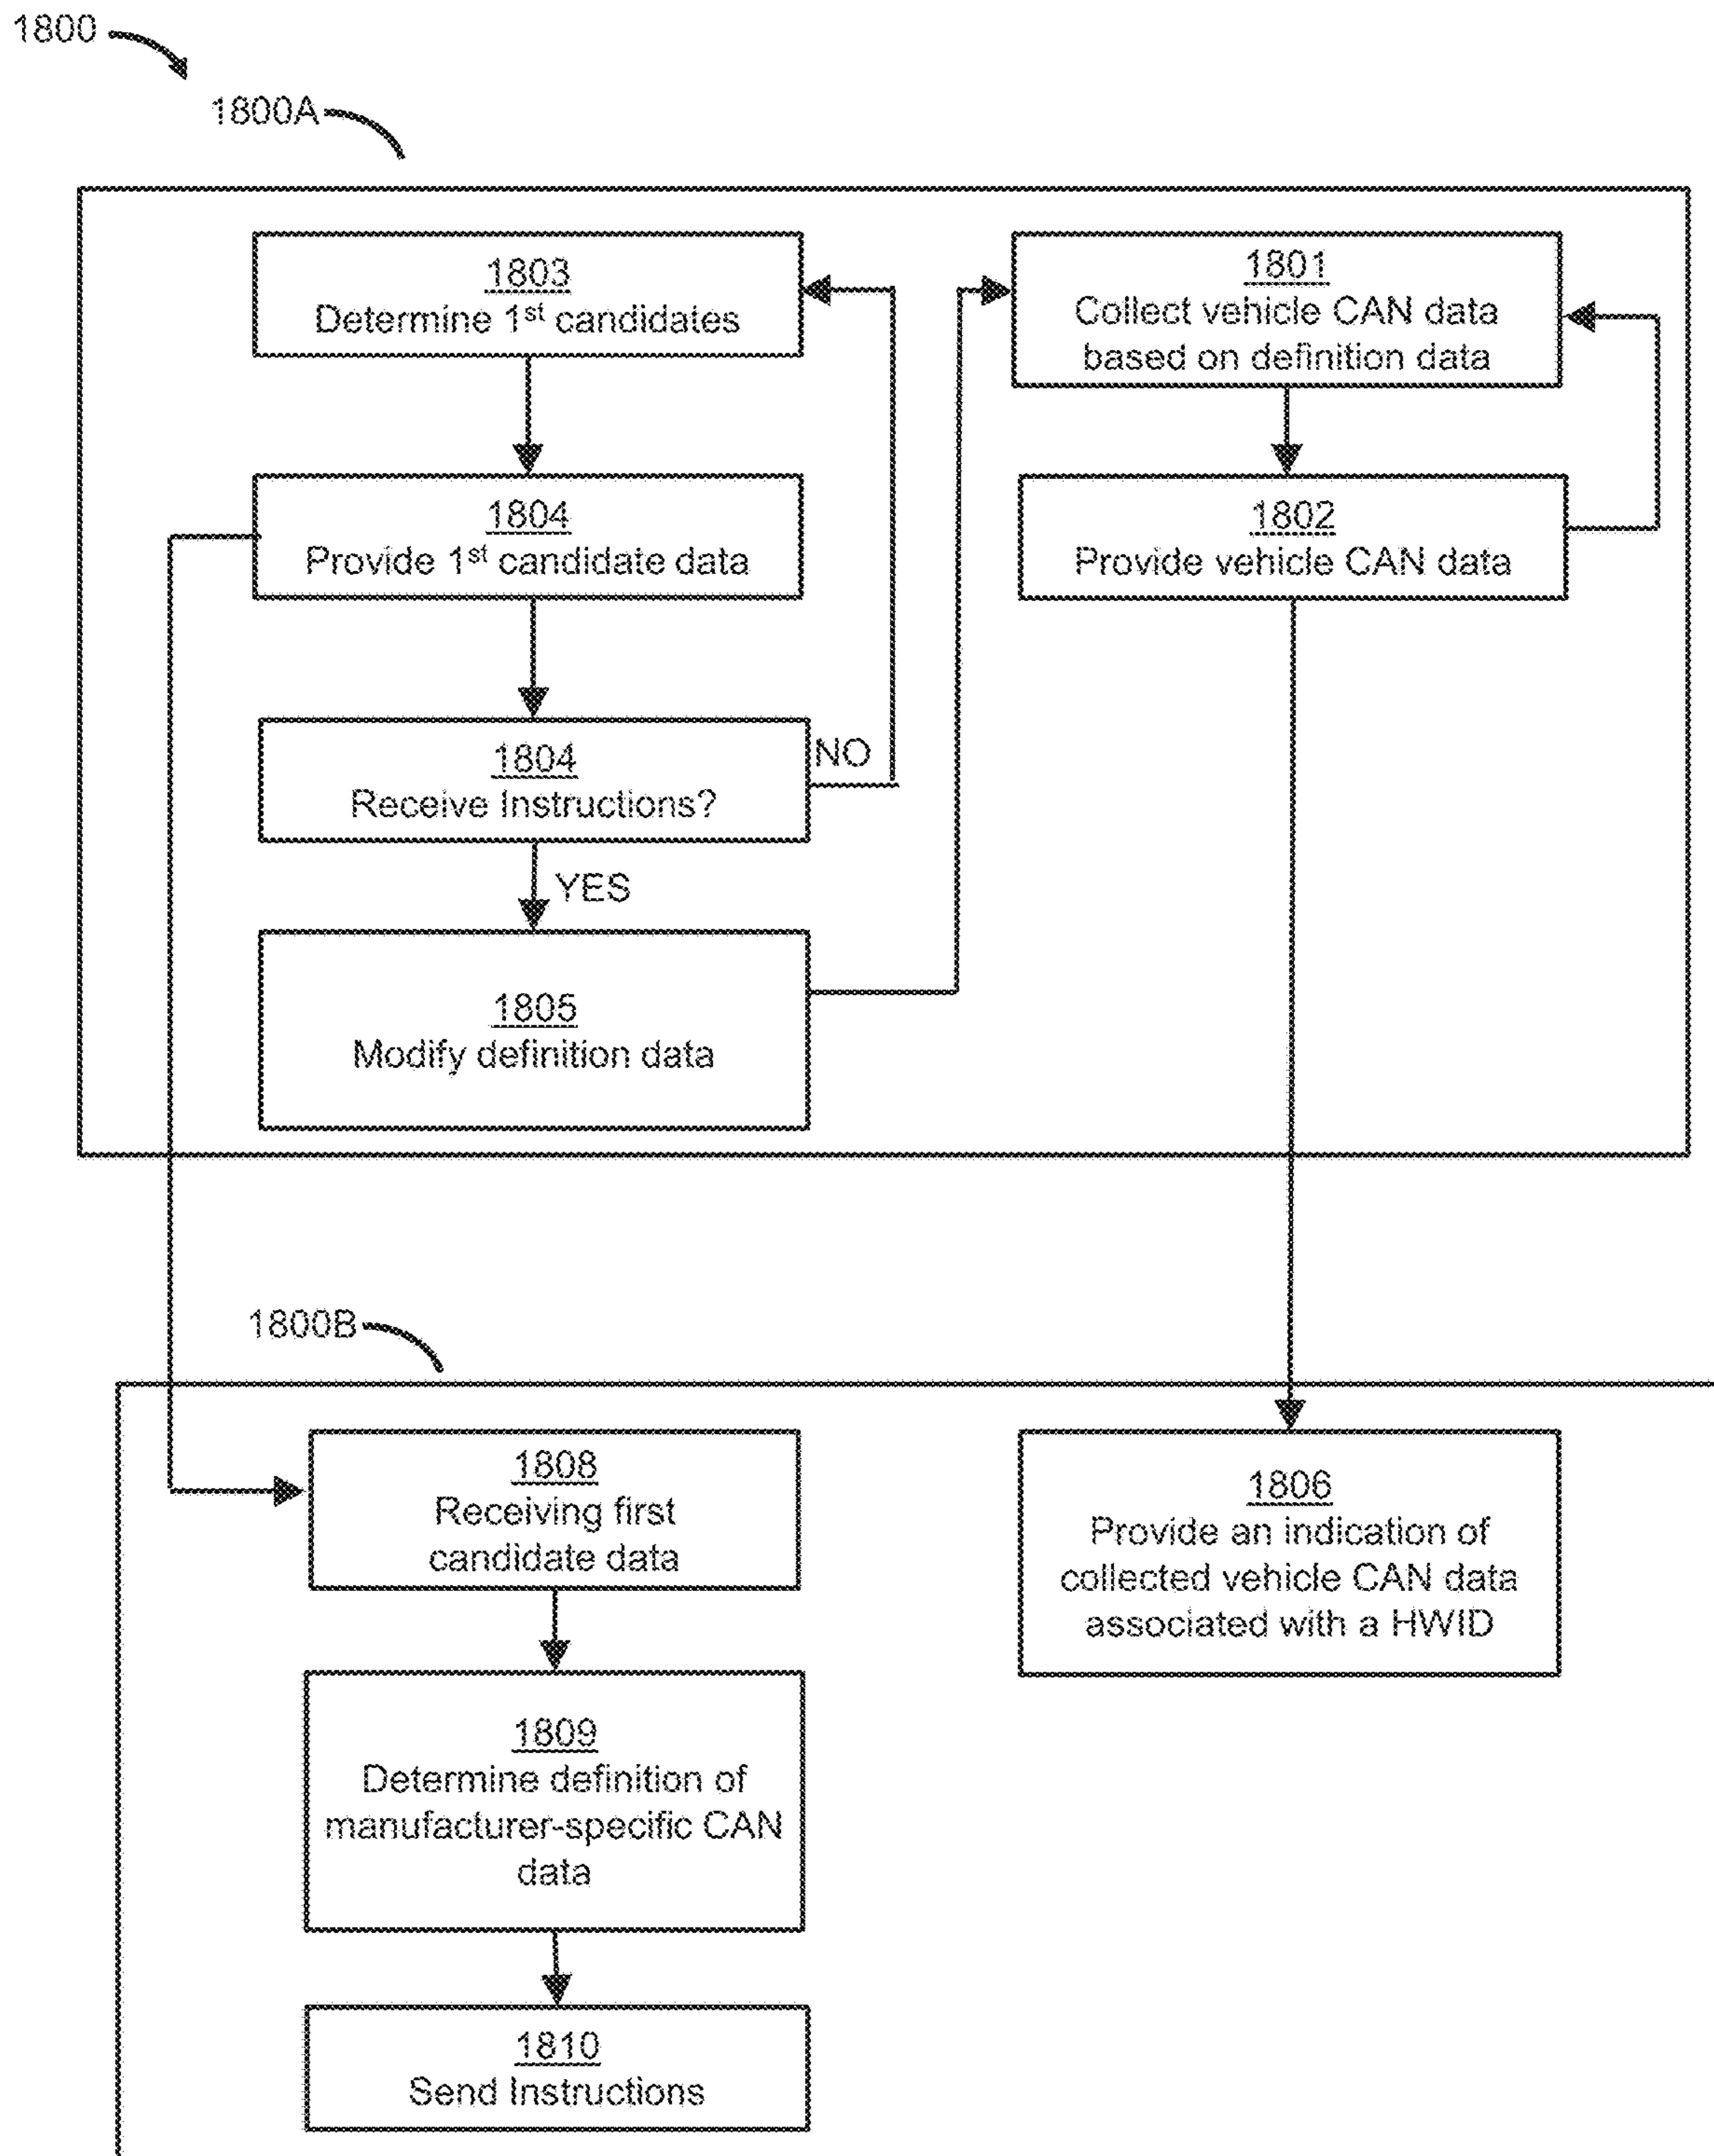 1800
1800A
1803
Determine 1st candidates
1804
Provide 1st candidate data
1804
Receive Instructions?
NO
YES
1805
Modify definition data
1801
Collect vehicle CAN data
based on definition data
1802
Provide vehicle CAN data
1800B
1808
Receiving first
candidate data
1809
Determine definition of
manufacturer-specific CAN
data
1810
Send Instructions
1806
Provide an indication of
collected vehicle CAN data
associated with a HWID